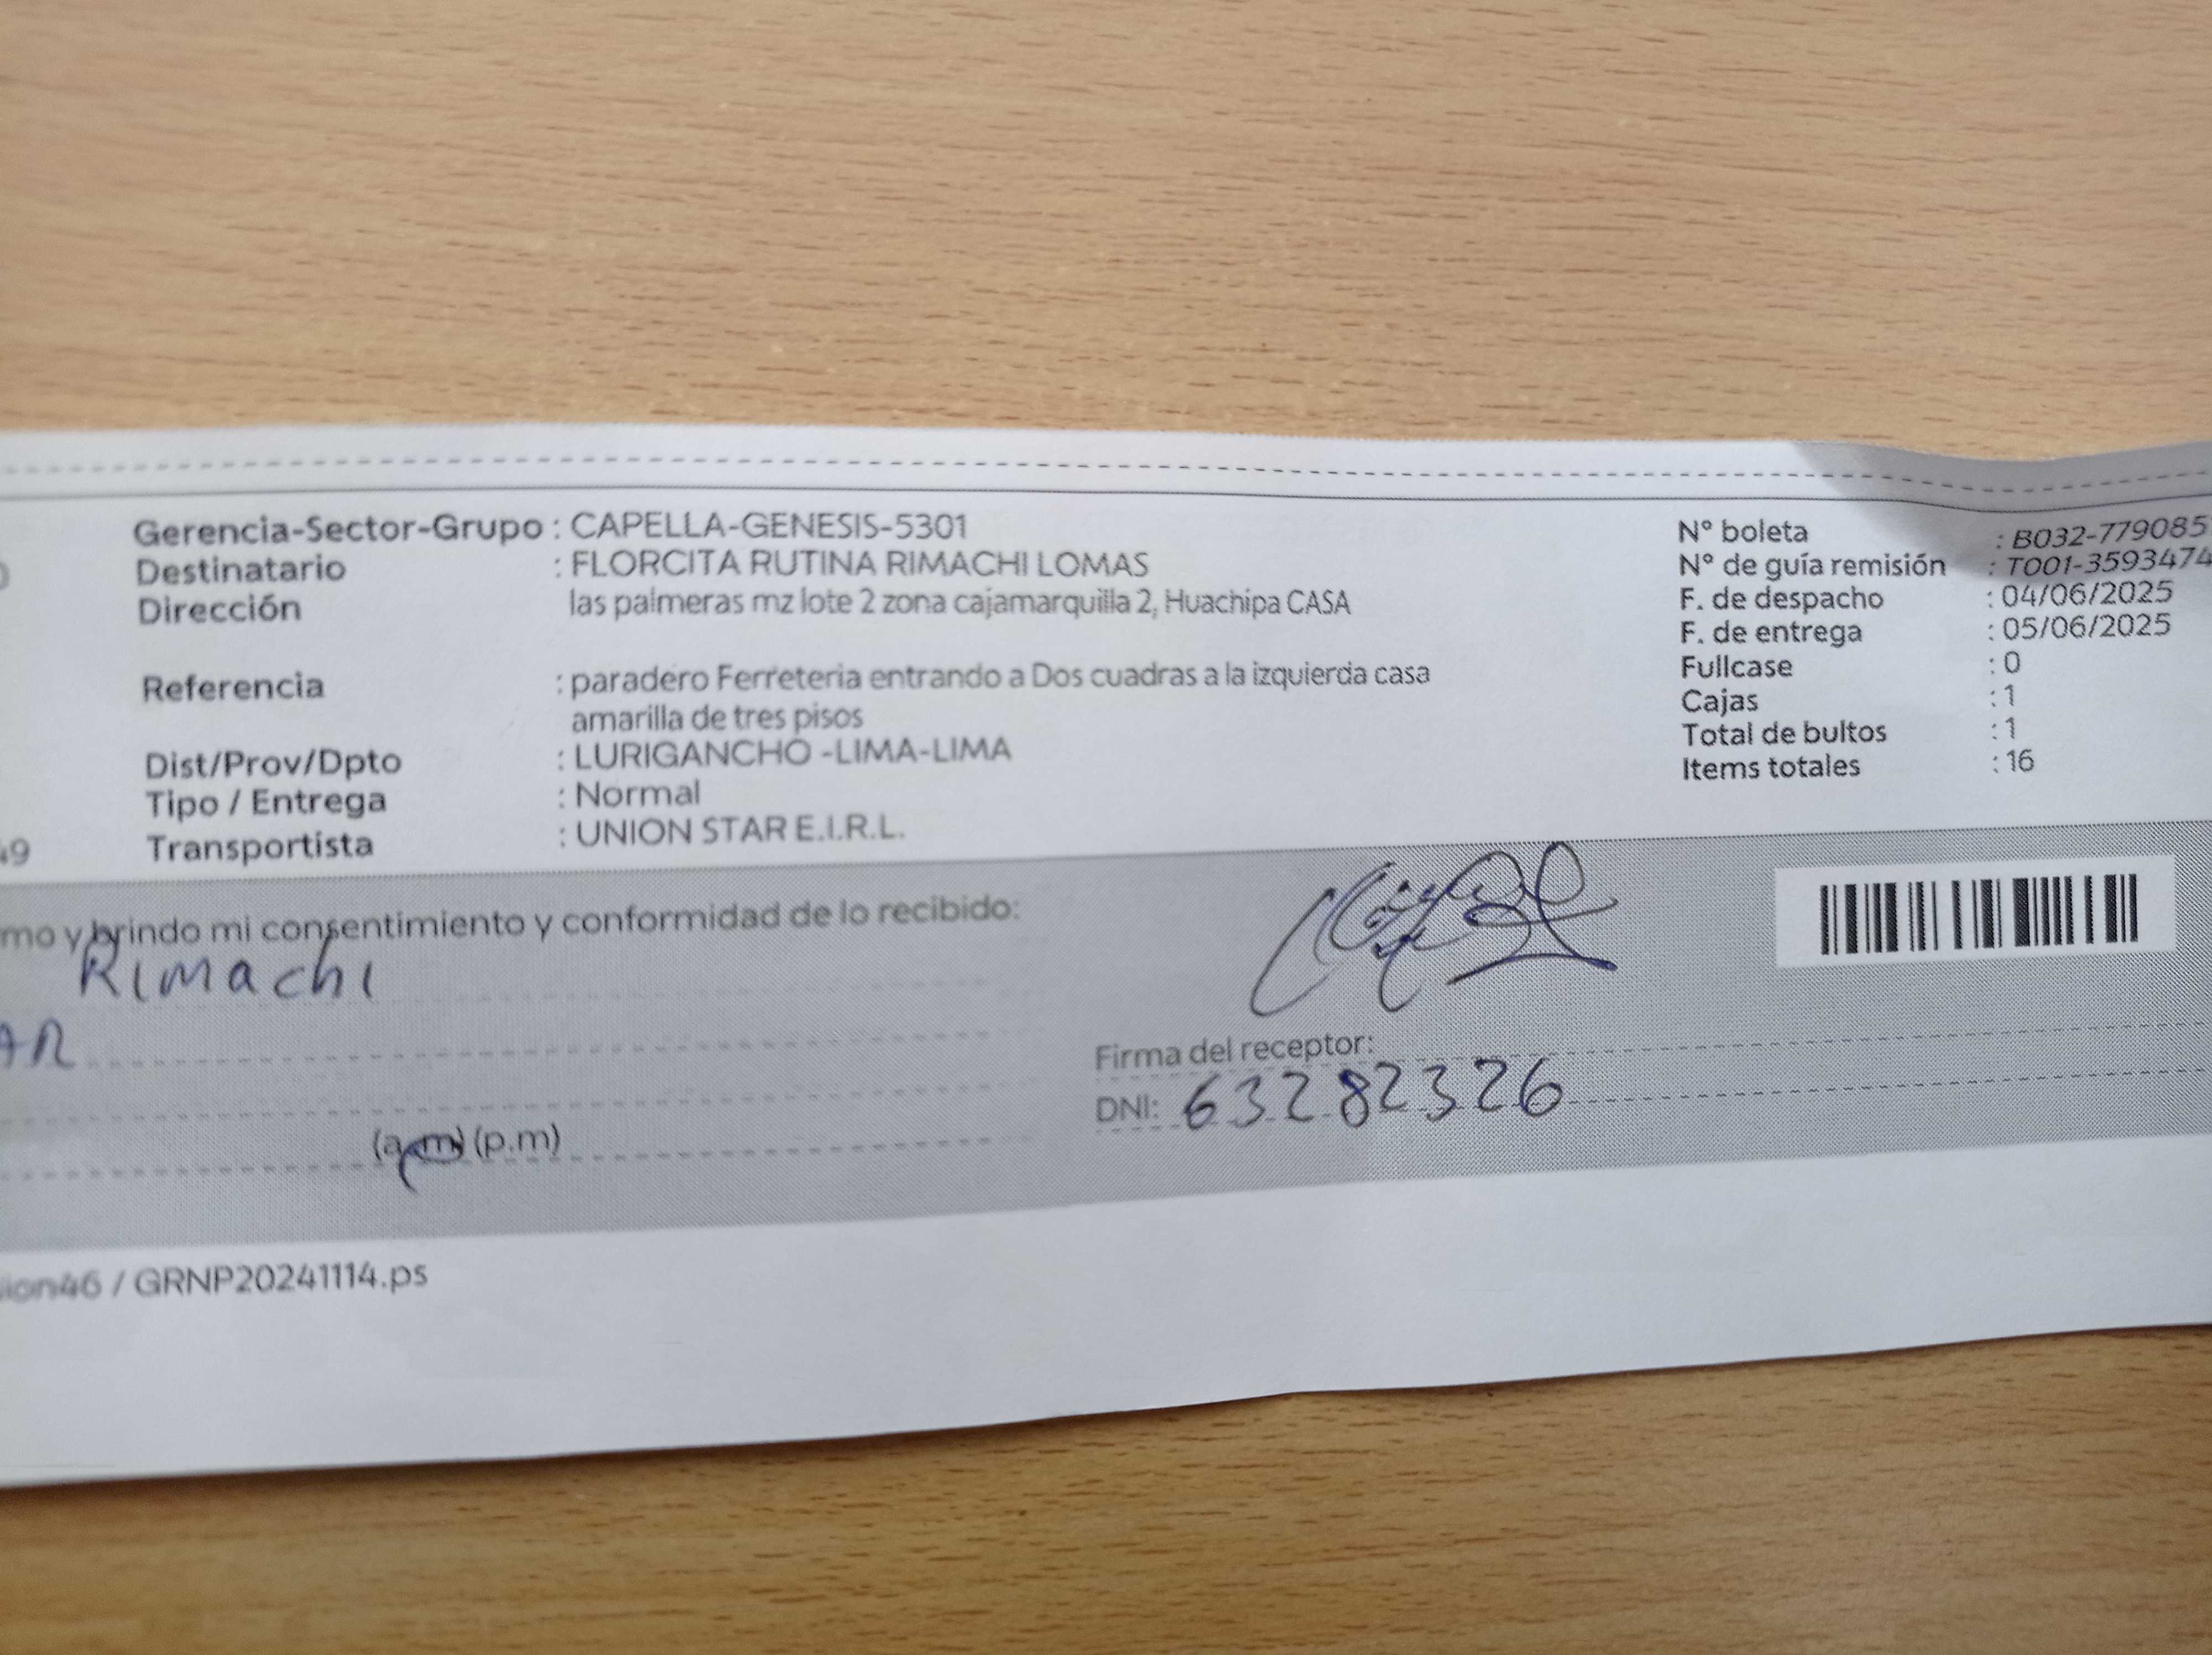 Gerencia-Sector-Grupo : CAPELLA-GENESIS-5301
Destinatario : FLORCITA RUTINA RIMACHI LOMAS
Dirección las palmeras mz lote 2 zona cajamarquilla 2, Huachipa CASA
Referencia : paradero Ferreteria entrando a Dos cuadras a la izquierda casa
amarilla de tres pisos
Dist/Prov/Dpto : LURIGANCHO -LIMA-LIMA
Tipo / Entrega : Normal
49 Transportista : UNION STAR E.I.R.L.
N° boleta : B032-779085
N° de guía remisión : T001-3593474
F. de despacho : 04/06/2025
F. de entrega : 05/06/2025
Fullcase : 0
Cajas : 1
Total de bultos : 1
Items totales : 16
rmo y brindo mi consentimiento y conformidad de lo recibido:
Rimachi
AR
(a.m) (p.m)
Firma del receptor:
DNI: 63282326
ion46 / GRNP20241114.ps